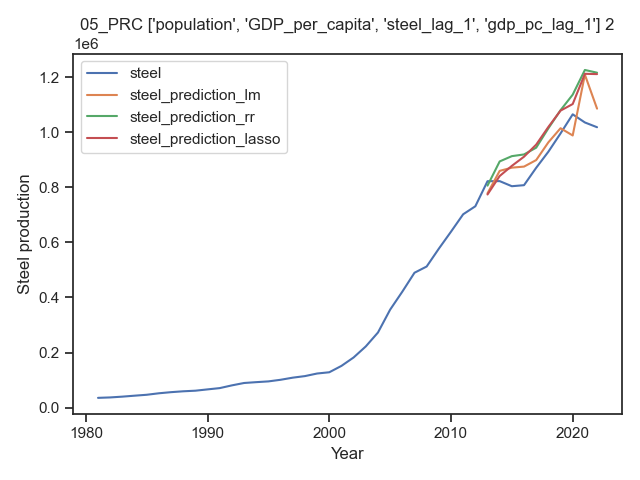 05_PRC ['population', 'GDP_per_capita', 'steel_lag_1', 'gdp_pc_lag_1'] 2
1e6
steel
steel_prediction_lm
steel_prediction_rr
steel_prediction_lasso
1.2
1.0
0.8
0.6
0.4
0.2
0.0
Steel production
1980 1990 2000 2010 2020
Year